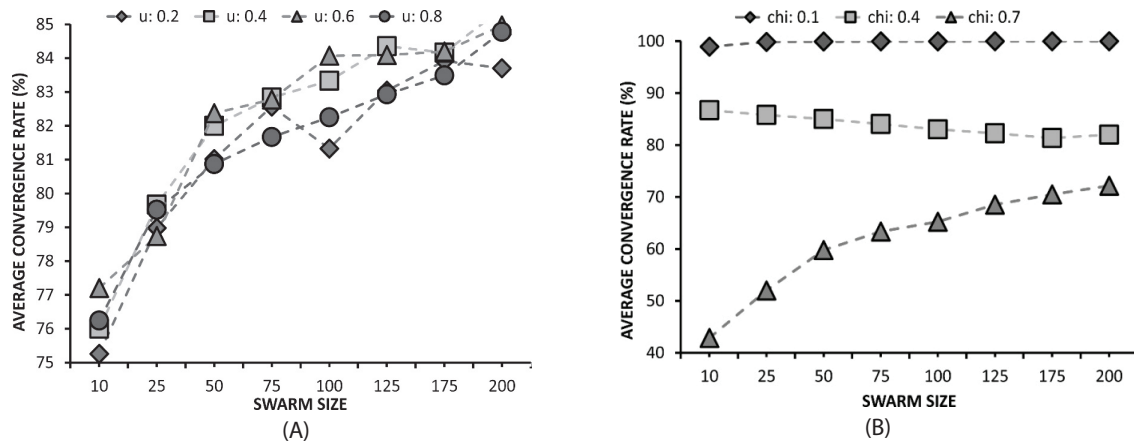 u: 0.2 u: 0.4 u: 0.6 u: 0.8
85
84
83
82
81
80
79
78
77
76
75
AVERAGE CONVERGENCE RATE (%)
10 25 50 75 100 125 175 200
SWARM SIZE
(A)
chi: 0.1 chi: 0.4 chi: 0.7
100
90
80
70
60
50
40
AVERAGE CONVERGENCE RATE (%)
10 25 50 75 100 125 175 200
SWARM SIZE
(B)